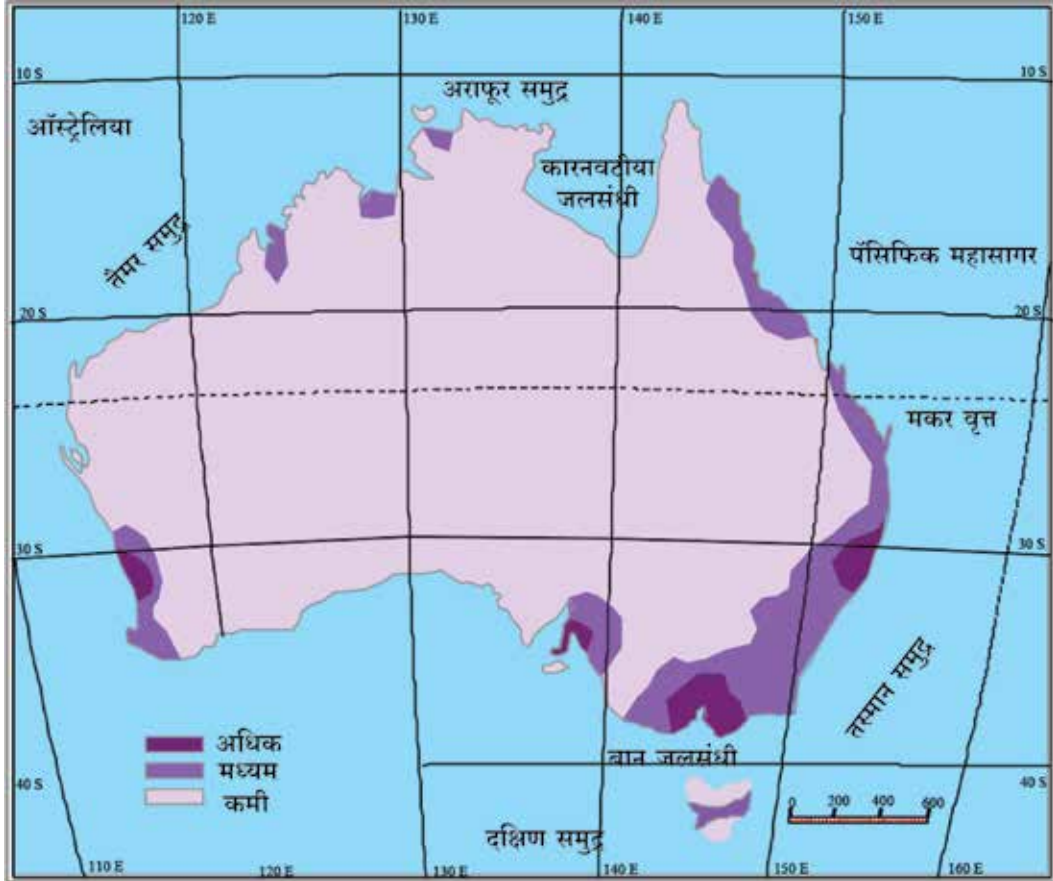 120 E
130 E
140 E
150 E
10 S
10 S
अराफूर समुद्र
ऑस्ट्रेलिया
कारनवटीया
जलसंधी
तैमर समुद्र
पॅसिफिक महासागर
20 S
20 S
मकर वृत्त
30 S
30 S
तस्मान समुद्र
अधिक
मध्यम
कमी
बान जलसंधी
40 S
40 S
0 200 400 600
दक्षिण समुद्र
110 E
120 E
130 E
140 E
150 E
160 E